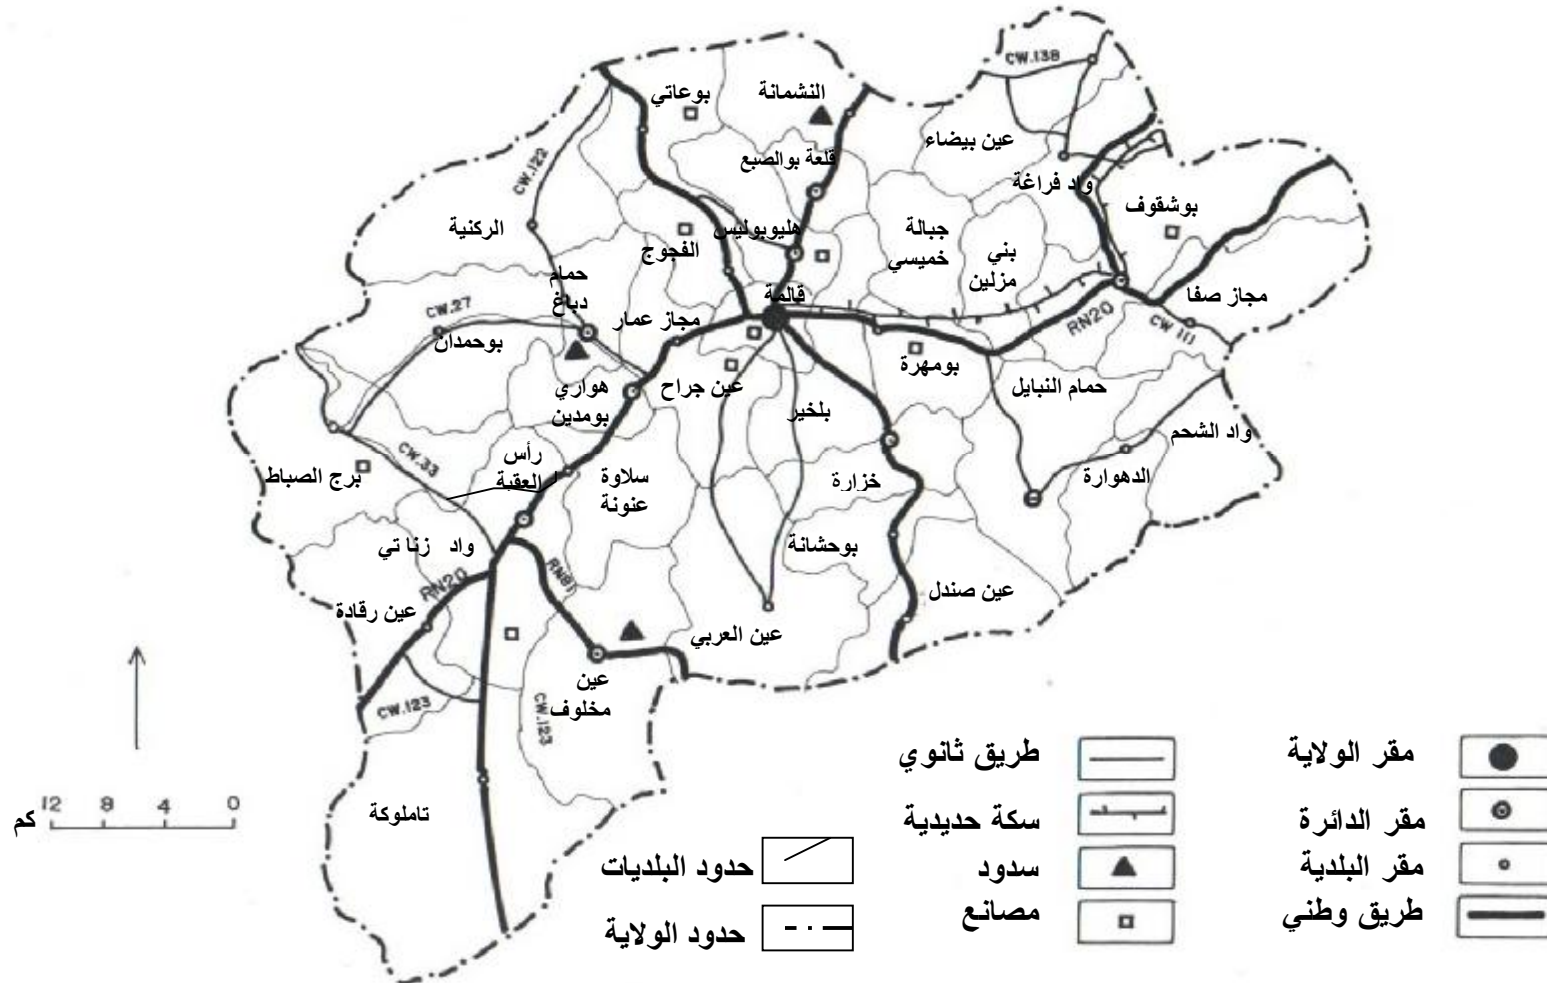 CW.138
النشمانة
بوعاتي
عين بيضاء
قلعة بوالصبع
CW.122
واد فراغة
بوشقوف
الركنية
هليوبوليس
جبالة
خميسي
الفجوج
بني
مزلين
حمام
دباغ
قالمة
مجاز صفا
CW.27
مجاز عمار
RN20
CW 111
بوحمدان
بومهرة
هواري
بومدين
عين جراح
حمام النبايل
بلخير
واد الشحم
CW.33
رأس
العقبة
برج الصباط
سلاوة
عنونة
خزارة
الدهوارة
واد زناتي
بوحشانة
RN20
RN81
عين رقادة
عين صندل
عين العربي
عين
مخلوف
CW.123
CW.123
تاملوكة
12 8 4 0
كم
مقر الولاية
مقر الدائرة
مقر البلدية
طريق وطني
طريق ثانوي
سكة حديدية
سدود
مصانع
حدود البلديات
حدود الولاية